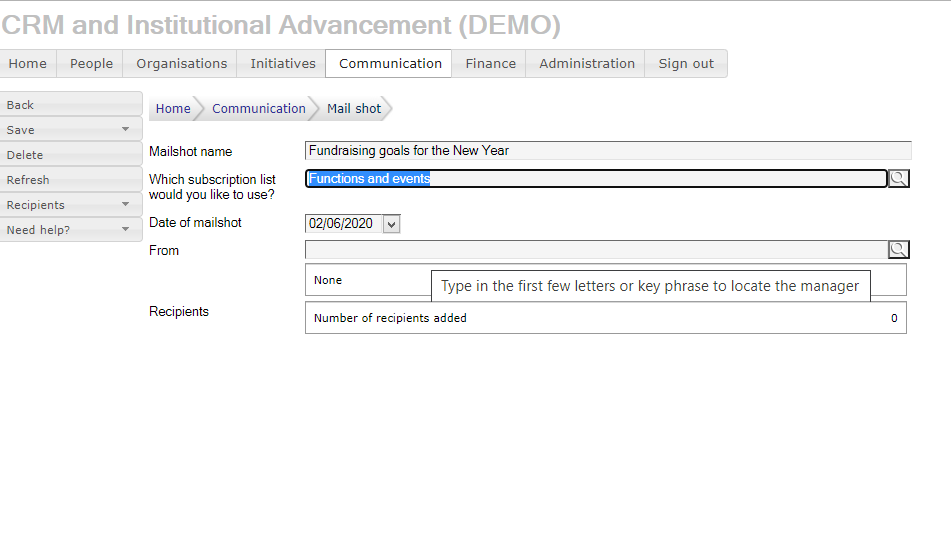 CRM and Institutional Advancement (DEMO)
Home People Organisations Initiatives Communication Finance Administration Sign out
Back
Save
Delete
Refresh
Recipients
Need help?
Home Communication Mail shot
Mailshot name Fundraising goals for the New Year
Which subscription list Functions and events
would you like to use?
Date of mailshot 02/06/2020
From
None
Type in the first few letters or key phrase to locate the manager
Recipients
Number of recipients added 0